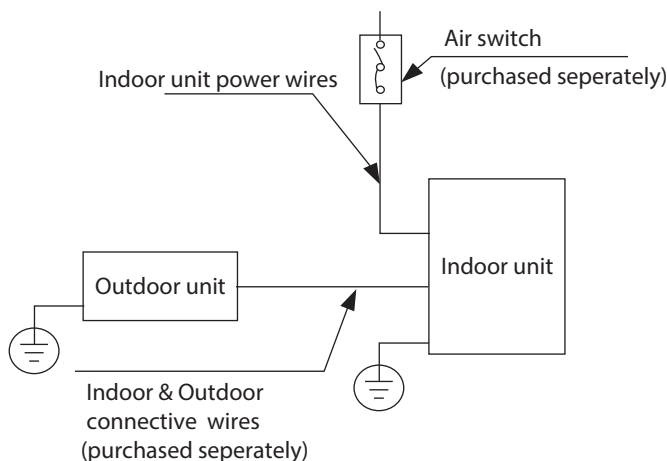 Air switch
(purchased seperately)
Indoor unit power wires
Indoor unit
Outdoor unit
Indoor & Outdoor
connective wires
(purchased seperately)